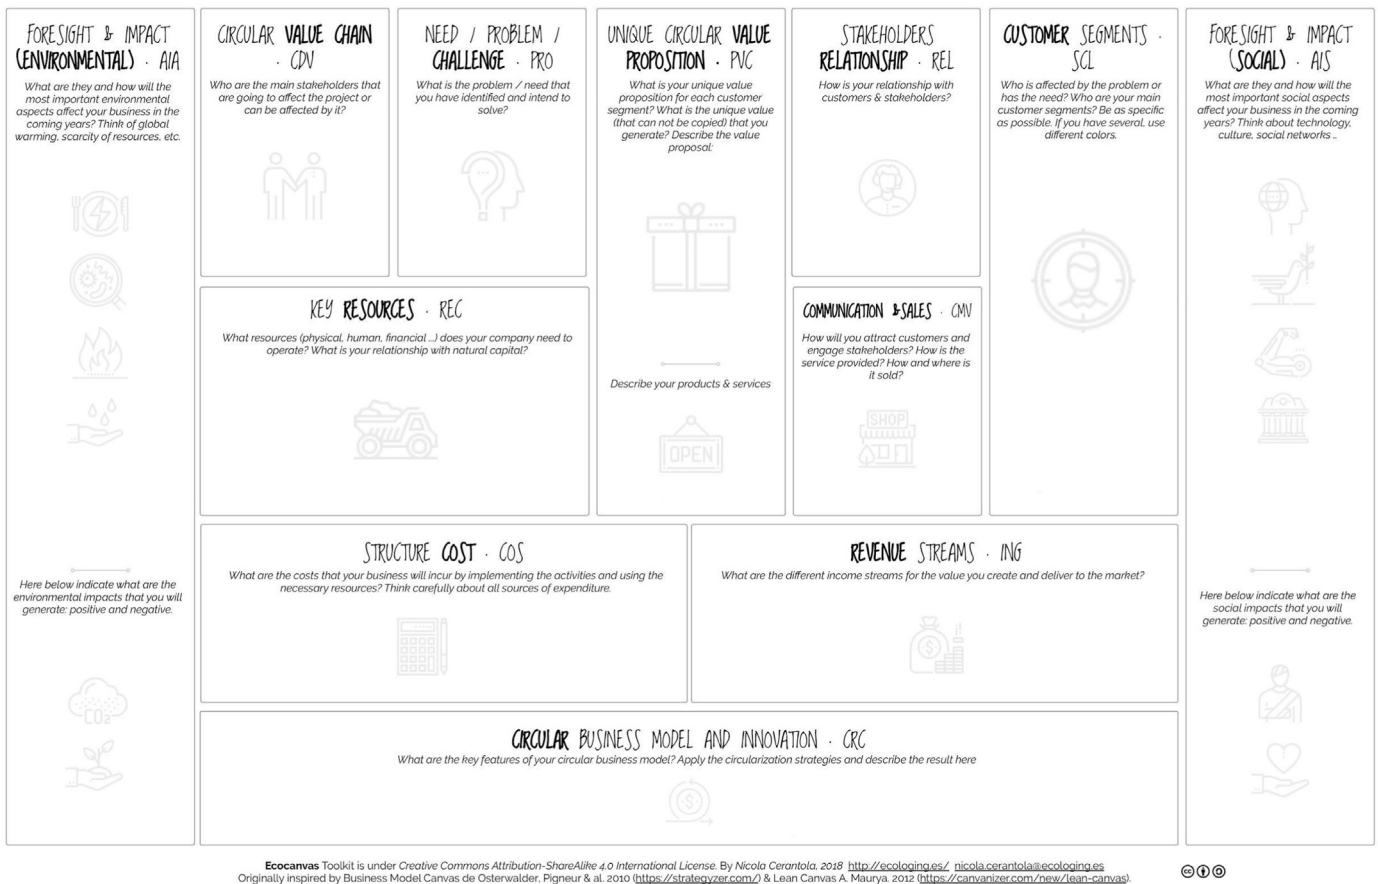 FORESIGHT & IMPACT
(ENVIRONMENTAL) · AIA
What are they and how will the
most important environmental
aspects affect your business in the
coming years? Think of global
warming, scarcity of resources, etc.
Here below indicate what are the
environmental impacts that you will
generate: positive and negative.
CO2
CIRCULAR VALUE CHAIN
· CDV
Who are the main stakeholders that
are going to affect the project or
can be affected by it?
NEED / PROBLEM /
CHALLENGE · PRO
What is the problem / need that
you have identified and intend to
solve?
KEY RESOURCES · REC
What resources (physical, human, financial ...) does your company need to
operate? What is your relationship with natural capital?
UNIQUE CIRCULAR VALUE
PROPOSITION · PVC
What is your unique value
proposition for each customer
segment? What is the unique value
(that can not be copied) that you
generate? Describe the value
proposal:
Describe your products & services
OPEN
STAKEHOLDERS
RELATIONSHIP · REL
How is your relationship with
customers & stakeholders?
COMMUNICATION & SALES · CMV
How will you attract customers and
engage stakeholders? How is the
service provided? How and where is
it sold?
SHOP
CUSTOMER SEGMENTS ·
SCL
Who is affected by the problem or
has the need? Who are your main
customer segments? Be as specific
as possible. If you have several, use
different colors.
FORESIGHT & IMPACT
(SOCIAL) · AIS
What are they and how will the
most important social aspects
affect your business in the coming
years? Think about technology,
culture, social networks ...
Here below indicate what are the
social impacts that you will
generate: positive and negative.
STRUCTURE COST · COS
What are the costs that your business will incur by implementing the activities and using the
necessary resources? Think carefully about all sources of expenditure.
REVENUE STREAMS · ING
What are the different income streams for the value you create and deliver to the market?
CIRCULAR BUSINESS MODEL AND INNOVATION · CRC
What are the key features of your circular business model? Apply the circularization strategies and describe the result here
Ecocanvas Toolkit is under Creative Commons Attribution-ShareAlike 4.0 International License. By Nicola Cerantola, 2018 http://ecologing.es/ nicola.cerantola@ecologing.es
Originally inspired by Business Model Canvas de Osterwalder, Pigneur & al. 2010 (https://strategyzer.com/) & Lean Canvas A. Maurya. 2012 (https://canvanizer.com/new/lean-canvas).